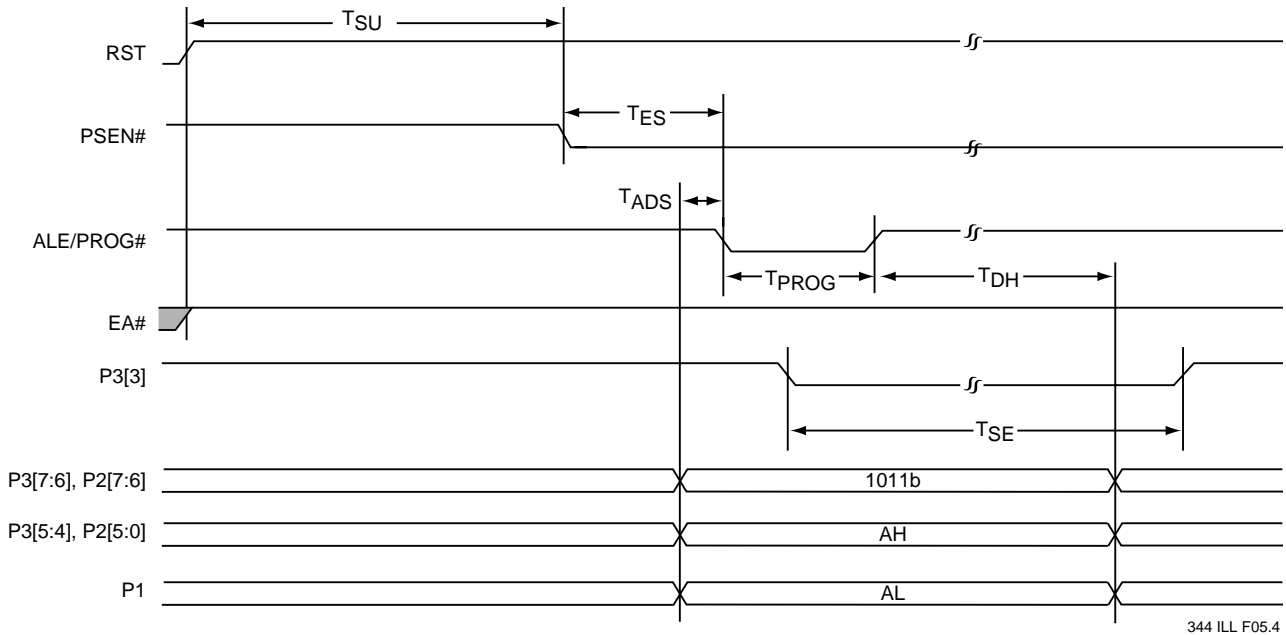 TSU
RST
TES
PSEN#
TADS
ALE/PROG#
TPROG
TDH
EA#
P3[3]
TSE
P3[7:6], P2[7:6]
1011b
P3[5:4], P2[5:0]
AH
P1
AL
344 ILL F05.4